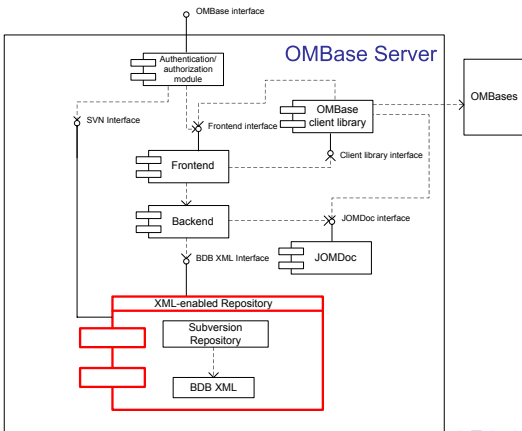 OMBase interface
OMBase Server
Authentication/
authorization
module
OMBases
SVN Interface
Frontend interface
OMBase
client library
Frontend
Client library interface
Backend
JOMDoc interface
BDB XML Interface
JOMDoc
XML-enabled Repository
Subversion
Repository
BDB XML